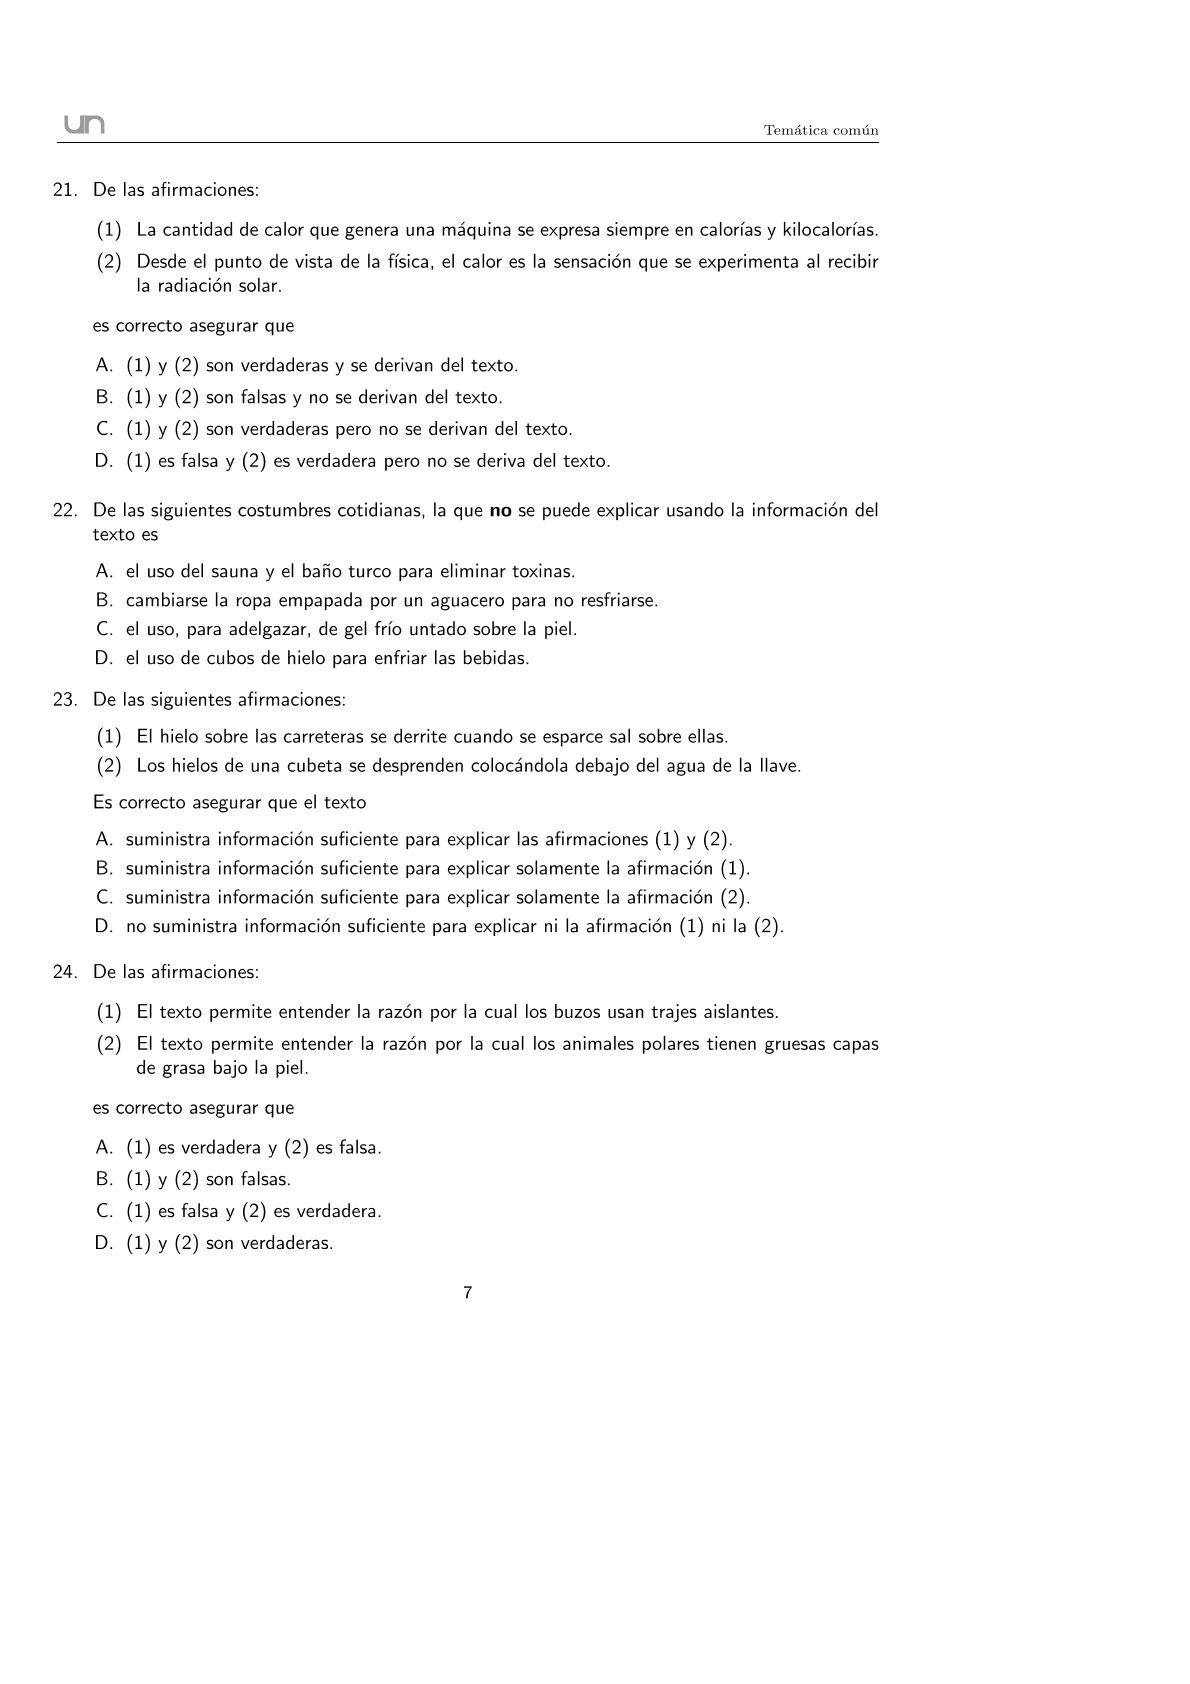 un
Temática común
21. De las afirmaciones:
(1) La cantidad de calor que genera una máquina se expresa siempre en calorías y kilocalorías.
(2) Desde el punto de vista de la física, el calor es la sensación que se experimenta al recibir
la radiación solar.
es correcto asegurar que
A. (1) y (2) son verdaderas y se derivan del texto.
B. (1) y (2) son falsas y no se derivan del texto.
C. (1) y (2) son verdaderas pero no se derivan del texto.
D. (1) es falsa y (2) es verdadera pero no se deriva del texto.
22. De las siguientes costumbres cotidianas, la que no se puede explicar usando la información del
texto es
A. el uso del sauna y el baño turco para eliminar toxinas.
B. cambiarse la ropa empapada por un aguacero para no resfriarse.
C. el uso, para adelgazar, de gel frío untado sobre la piel.
D. el uso de cubos de hielo para enfriar las bebidas.
23. De las siguientes afirmaciones:
(1) El hielo sobre las carreteras se derrite cuando se esparce sal sobre ellas.
(2) Los hielos de una cubeta se desprenden colocándola debajo del agua de la llave.
Es correcto asegurar que el texto
A. suministra información suficiente para explicar las afirmaciones (1) y (2).
B. suministra información suficiente para explicar solamente la afirmación (1).
C. suministra información suficiente para explicar solamente la afirmación (2).
D. no suministra información suficiente para explicar ni la afirmación (1) ni la (2).
24. De las afirmaciones:
(1) El texto permite entender la razón por la cual los buzos usan trajes aislantes.
(2) El texto permite entender la razón por la cual los animales polares tienen gruesas capas
de grasa bajo la piel.
es correcto asegurar que
A. (1) es verdadera y (2) es falsa.
B. (1) y (2) son falsas.
C. (1) es falsa y (2) es verdadera.
D. (1) y (2) son verdaderas.
7